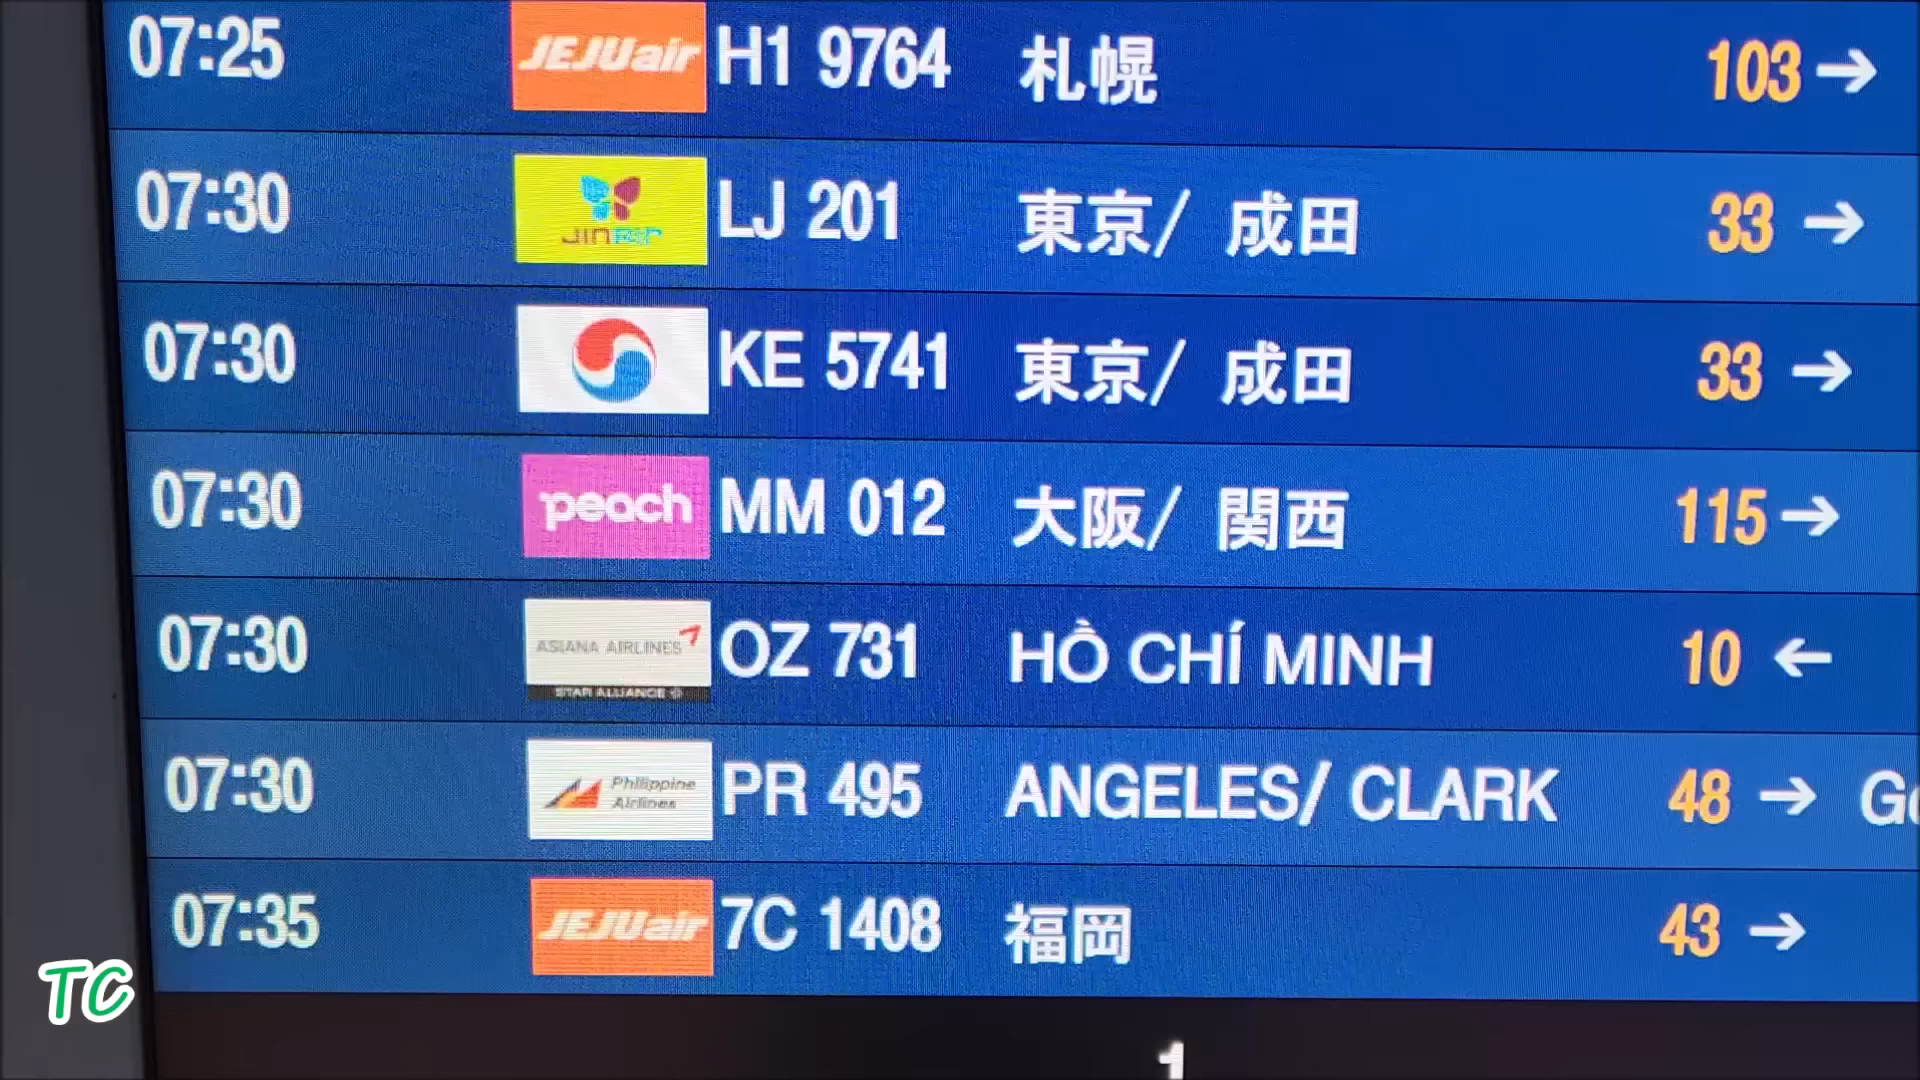 07:25 JEJUair H1 9764 札幌 103 →
07:30 JINAIR LJ 201 東京/ 成田 33 →
07:30 KE 5741 東京/ 成田 33 →
07:30 peach MM 012 大阪/ 関西 115 →
07:30 ASIANA AIRLINES STAR ALLIANCE OZ 731 HỒ CHÍ MINH 10 ←
07:30 Philippine Airlines PR 495 ANGELES/ CLARK 48 →
07:35 JEJUair 7C 1408 福岡 43 →
TC
1